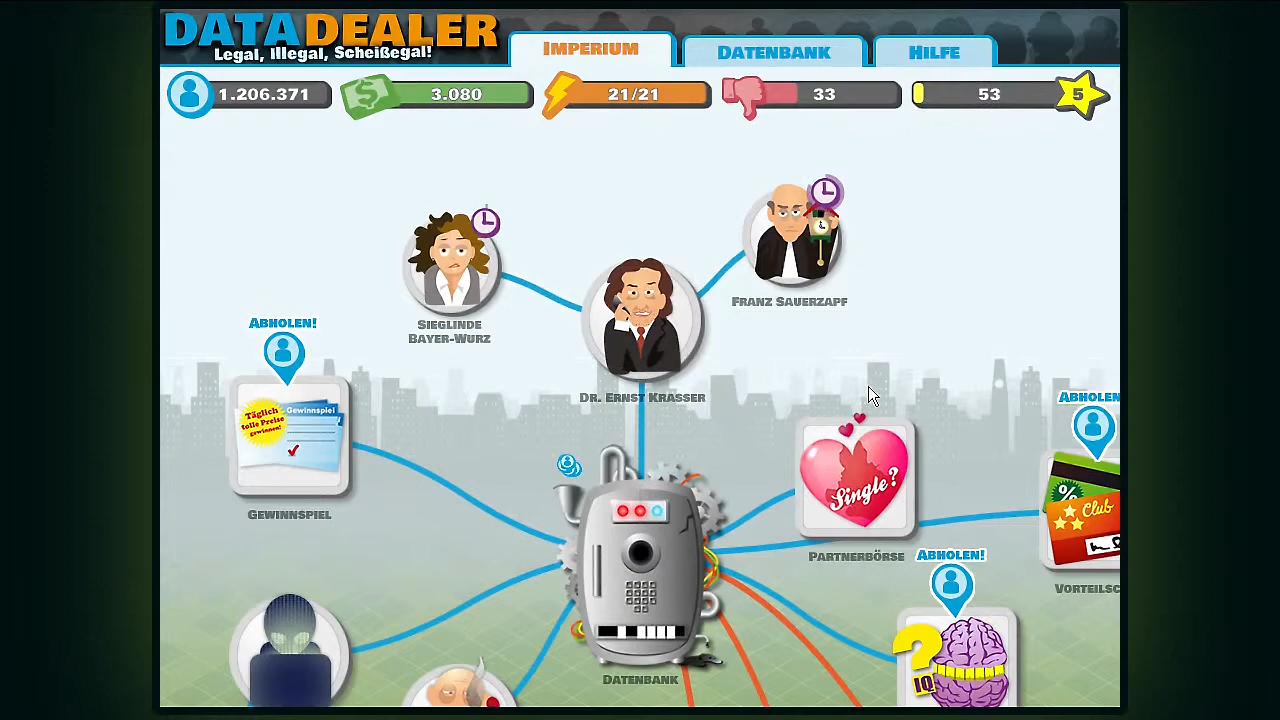 DATADEALER
Legal, Illegal, Scheißegal!
IMPERIUM
DATENBANK
HILFE
1.206.371
3.080
21/21
33
53
5
SIEGLINDE
BAYER-WURZ
FRANZ SAUERZAPF
DR. ERNST KRASSER
ABHOLEN!
Täglich
tolle Preise
gewinnen!
Gewinnspiel
GEWINNSPIEL
Single?
PARTNERBÖRSE
ABHOLEN
%
Club
VORTEILSC
ABHOLEN!
?
IQ
DATENBANK